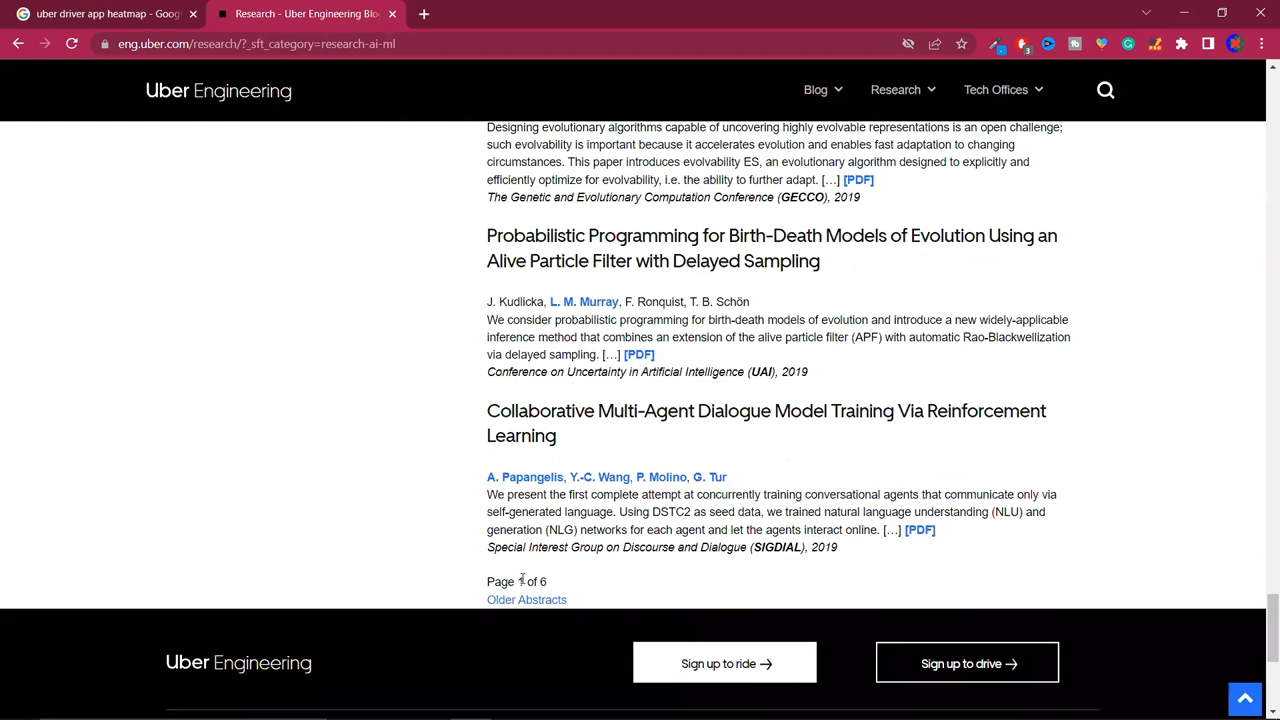 uber driver app heatmap - Goog
Research - Uber Engineering Blo
eng.uber.com/research/?_sft_category=research-ai-ml
3
Uber Engineering
Blog
Research
Tech Offices
Designing evolutionary algorithms capable of uncovering highly evolvable representations is an open challenge;
such evolvability is important because it accelerates evolution and enables fast adaptation to changing
circumstances. This paper introduces evolvability ES, an evolutionary algorithm designed to explicitly and
efficiently optimize for evolvability, i.e. the ability to further adapt. […] [PDF]
The Genetic and Evolutionary Computation Conference (GECCO), 2019
Probabilistic Programming for Birth-Death Models of Evolution Using an
Alive Particle Filter with Delayed Sampling
J. Kudlicka, L. M. Murray, F. Ronquist, T. B. Schön
We consider probabilistic programming for birth-death models of evolution and introduce a new widely-applicable
inference method that combines an extension of the alive particle filter (APF) with automatic Rao-Blackwellization
via delayed sampling. […] [PDF]
Conference on Uncertainty in Artificial Intelligence (UAI), 2019
Collaborative Multi-Agent Dialogue Model Training Via Reinforcement
Learning
A. Papangelis, Y.-C. Wang, P. Molino, G. Tur
We present the first complete attempt at concurrently training conversational agents that communicate only via
self-generated language. Using DSTC2 as seed data, we trained natural language understanding (NLU) and
generation (NLG) networks for each agent and let the agents interact online. […] [PDF]
Special Interest Group on Discourse and Dialogue (SIGDIAL), 2019
Page 1 of 6
Older Abstracts
Uber Engineering
Sign up to ride →
Sign up to drive →